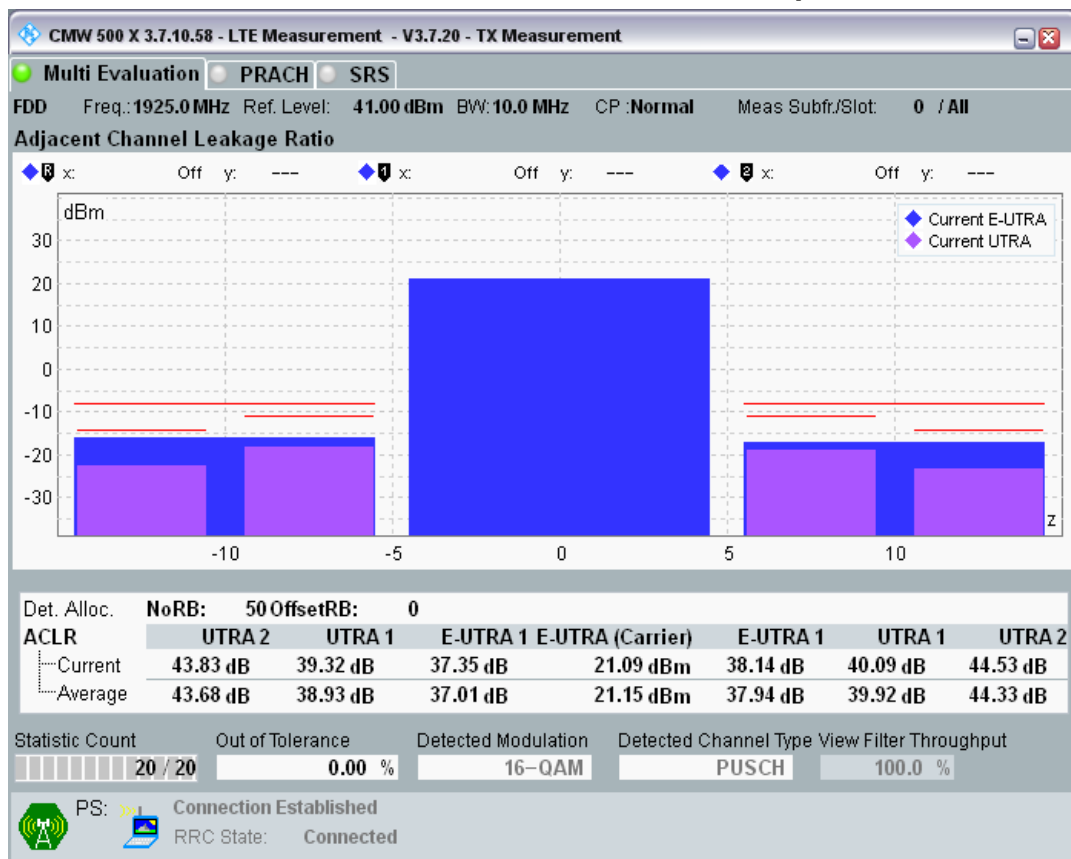 CMW 500 X 3.7.10.58 - LTE Measurement - V3.7.20 - TX Measurement
Multi Evaluation PRACH SRS
FDD Freq.:1925.0 MHz Ref. Level: 41.00 dBm BW:10.0 MHz CP :Normal Meas Subfr./Slot: 0 / All
Adjacent Channel Leakage Ratio
R x: Off y: --- 1 x: Off y: --- 2 x: Off y: ---
dBm
Current E-UTRA
Current UTRA
30
20
10
0
-10
-20
-30
z
-10 -5 0 5 10
Det. Alloc. NoRB: 50 OffsetRB: 0
ACLR UTRA 2 UTRA 1 E-UTRA 1 E-UTRA (Carrier) E-UTRA 1 UTRA 1 UTRA 2
Current 43.83 dB 39.32 dB 37.35 dB 21.09 dBm 38.14 dB 40.09 dB 44.53 dB
Average 43.68 dB 38.93 dB 37.01 dB 21.15 dBm 37.94 dB 39.92 dB 44.33 dB
Statistic Count Out of Tolerance Detected Modulation Detected Channel Type View Filter Throughput
20 / 20 0.00 % 16-QAM PUSCH 100.0 %
PS: Connection Established
RRC State: Connected